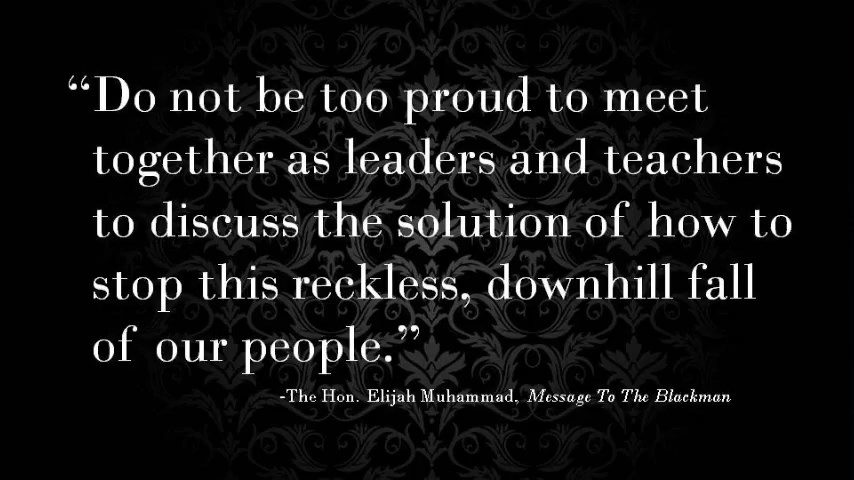 “Do not be too proud to meet
together as leaders and teachers
to discuss the solution of how to
stop this reckless, downhill fall
of our people.”
-The Hon. Elijah Muhammad, Message To The Blackman